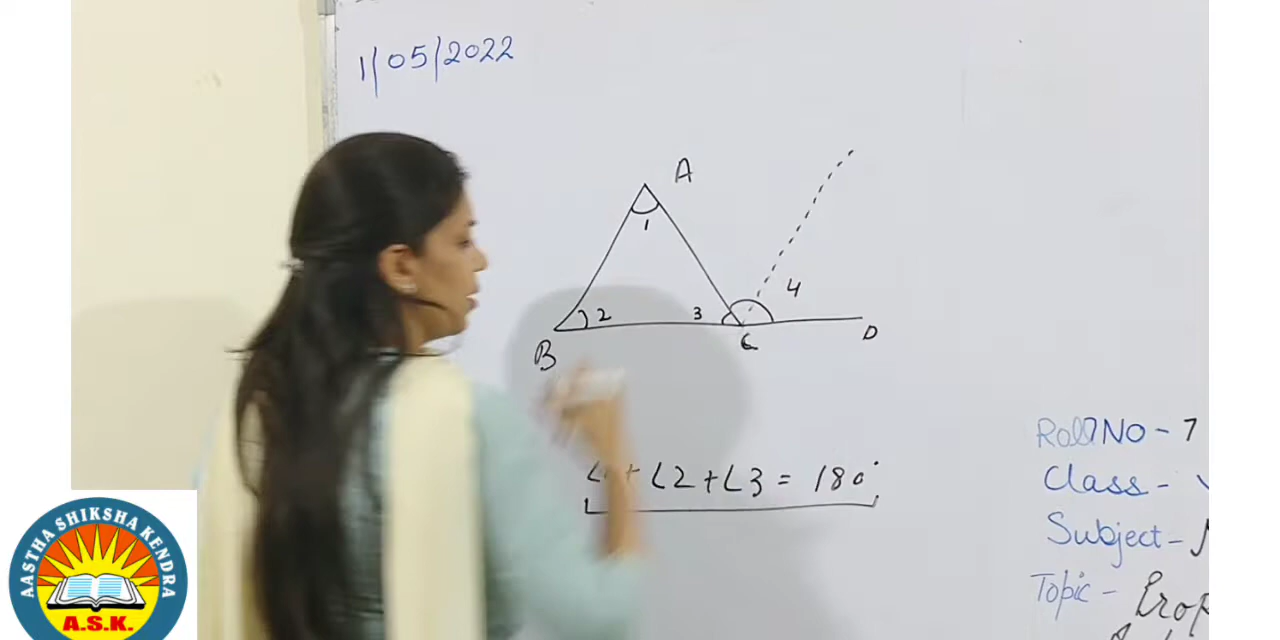 1/05/2022
A
1
4
2
3
B
C
D
∠1+∠2+∠3 = 180°
Roll No - 7
Class -
Subject -
Topic -
AASTHA SHIKSHA KENDRA
A.S.K.